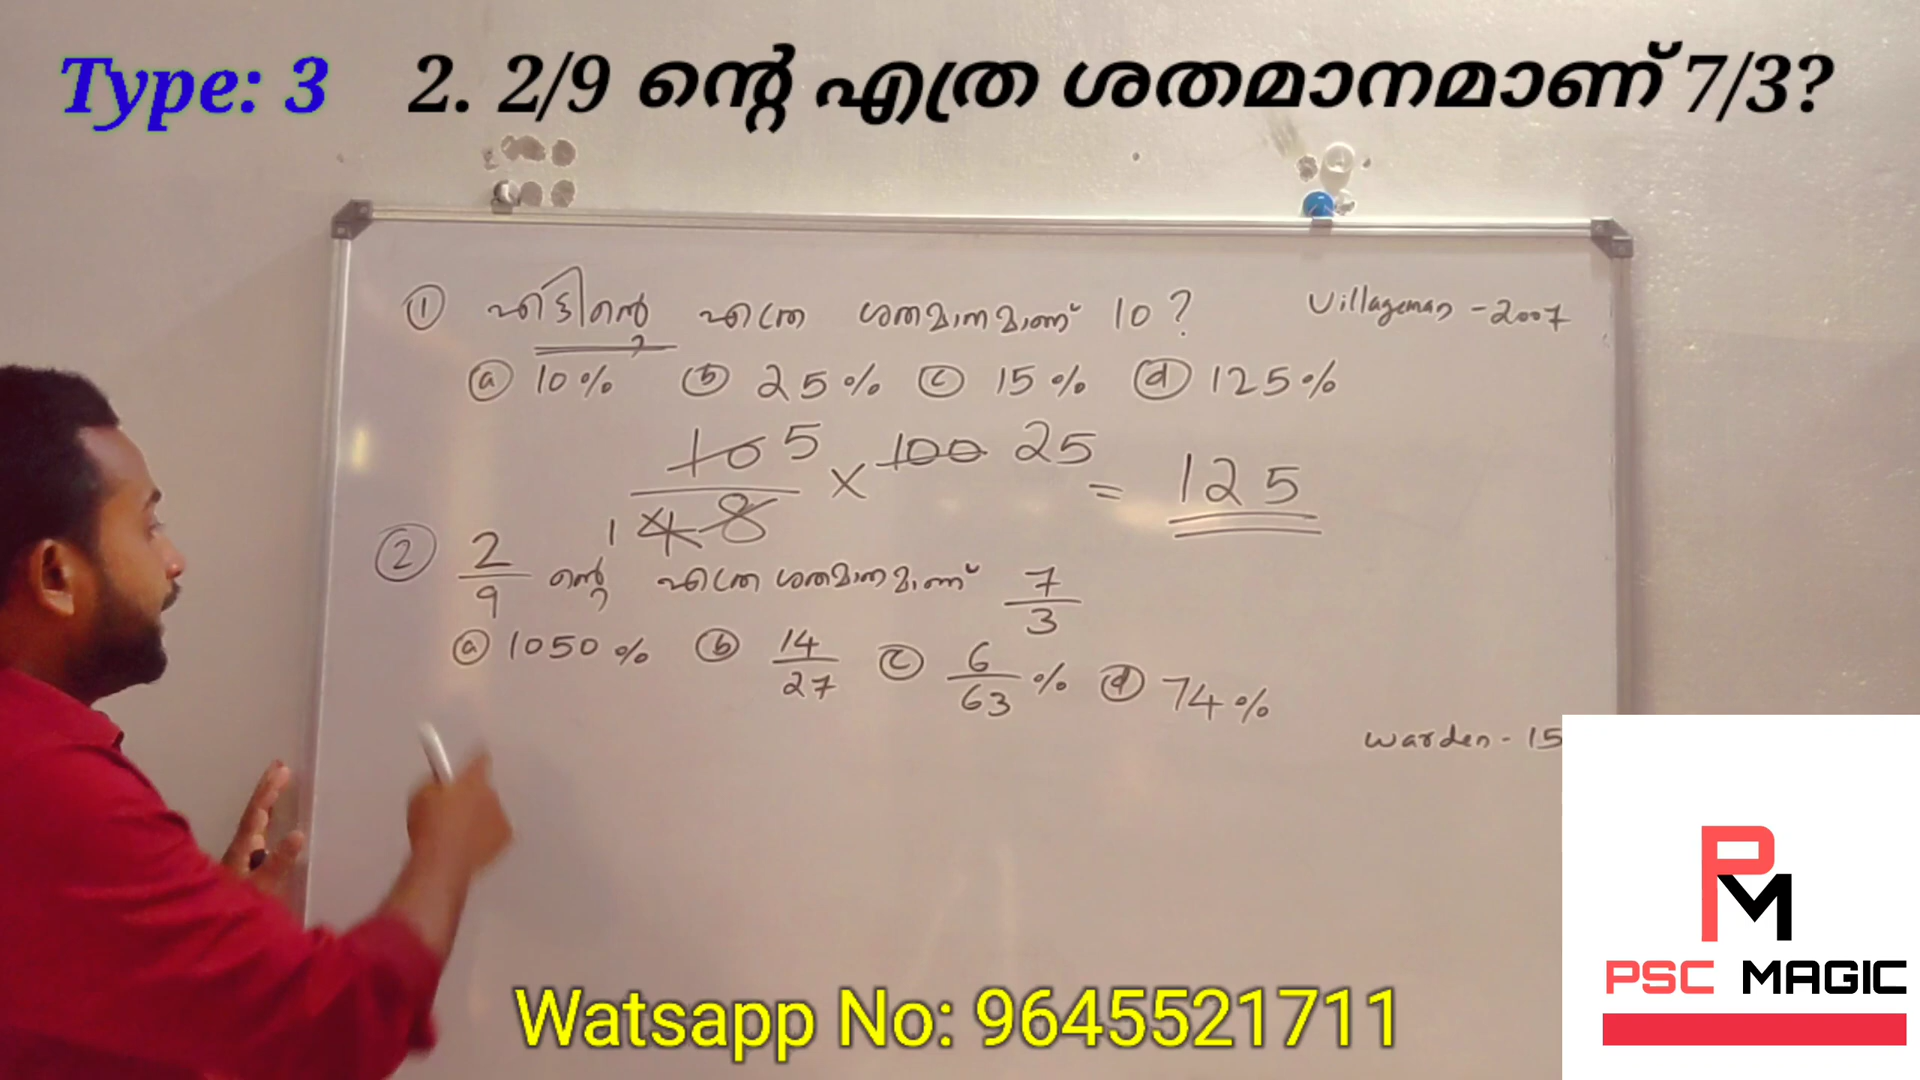 Type: 3 2. 2/9 ന്റെ എത്ര ശതമാനമാണ് 7/3?
① എട്ടിന്റെ എത്ര ശതമാനമാണ് 10? Villageman - 2007
ⓐ 10% ⓑ 25% ⓒ 15% ⓓ 125%
10 5 × 100 25 = 125
1 4 8
② 2/9 ന്റെ എത്ര ശതമാനമാണ് 7/3
ⓐ 1050% ⓑ 14/27 ⓒ 6/63 % ⓓ 74%
warden - 15
PM
PSC MAGIC
Watsapp No: 9645521711